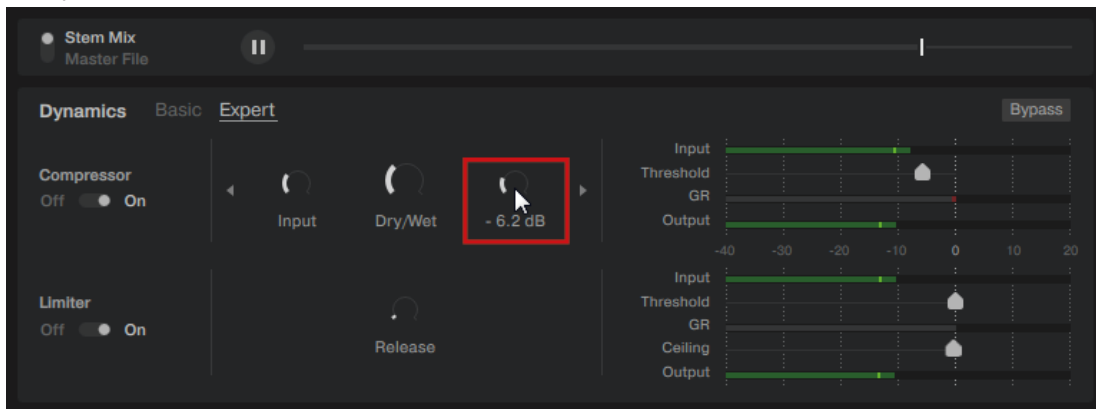 Stem Mix
Master File
Dynamics Basic Expert
Bypass
Compressor
Off On
Input Dry/Wet - 6.2 dB
Input
Threshold
GR
Output
-40 -30 -20 -10 0 10 20
Limiter
Off On
Release
Input
Threshold
GR
Ceiling
Output